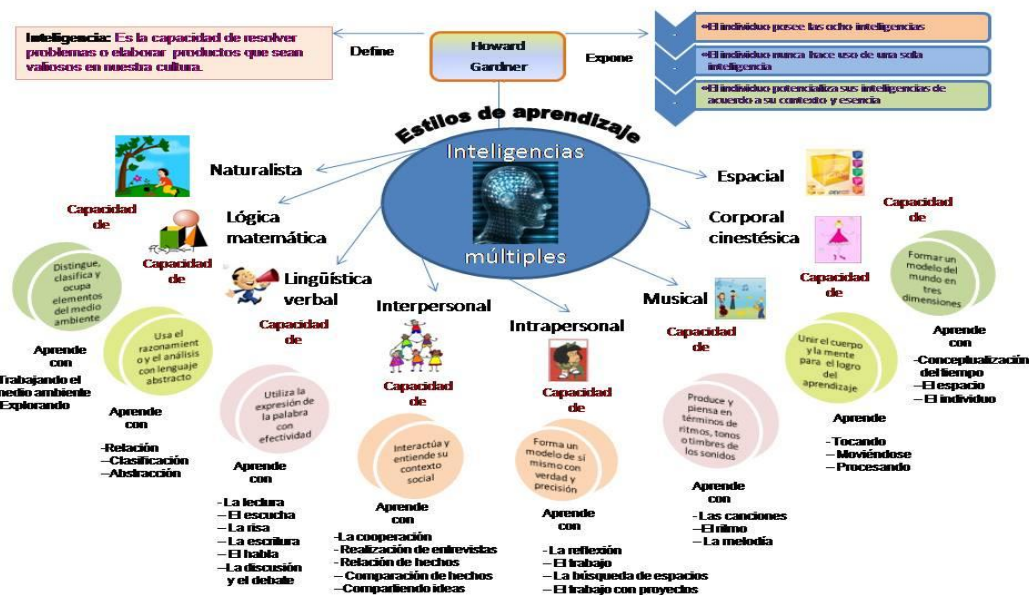 Inteligencia: Es la capacidad de resolver
problemas o elaborar productos que sean
valiosos en nuestra cultura.
Define
Howard
Gardner
Expone
•El individuo posee las ocho inteligencias
•El individuo nunca hace uso de una sola
inteligencia
•El individuo potencializa sus inteligencias de
acuerdo a su contexto y esencia
Estilos de aprendizaje
Inteligencias
múltiples
Naturalista
Capacidad
de
Distingue,
clasifica y
ocupa
elementos
del medio
ambiente
Aprende
con
Trabajando el
medio ambiente
Explorando
Lógica
matemática
Capacidad
de
Usa el
razonamient
o y el análisis
con lenguaje
abstracto
Aprende
con
-Relación
–Clasificación
–Abstracción
Lingüística
verbal
Capacidad
de
Utiliza la
expresión de
la palabra
con
efectividad
Aprende
con
-La lectura
– El escucha
– La risa
– La escritura
– El habla
–La discusión
y el debate
Interpersonal
Capacidad
de
Interactúa y
entiende su
contexto
social
Aprende
con
-La cooperación
- Realización de entrevistas
- Relación de hechos
– Comparación de hechos
– Compartiendo ideas
Intrapersonal
Capacidad
de
Forma un
modelo de sí
mismo con
verdad y
precisión
Aprende
con
- La reflexión
– El trabajo
– La búsqueda de espacios
– El trabajo con proyectos
Musical
Capacidad
de
Produce y
piensa en
términos de
ritmos, tonos
o timbres de
los sonidos
Aprende
con
- Las canciones
– El ritmo
– La melodía
Corporal
cinestésica
Capacidad
de
Unir el cuerpo
y la mente
para el logro
del
aprendizaje
Aprende
- Tocando
– Moviéndose
– Procesando
Espacial
Capacidad
de
Formar un
modelo del
mundo en
tres
dimensiones
Aprende
con
-Conceptualización
del tiempo
- El espacio
– El individuo